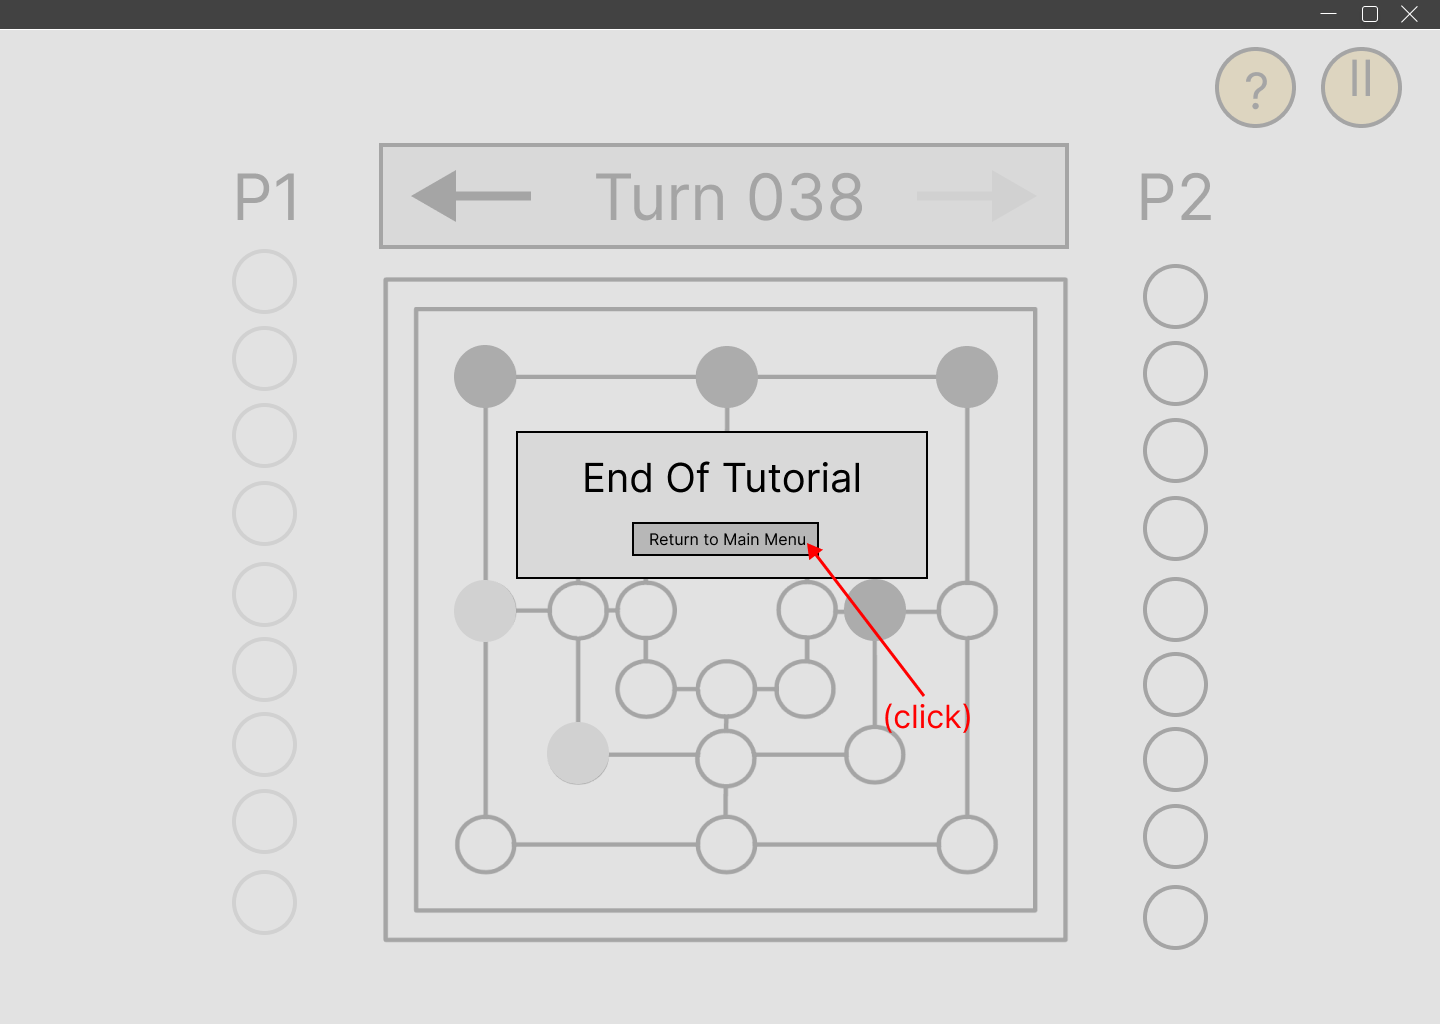 ?
P1
Turn 038
P2
End Of Tutorial
Return to Main Menu
(click)